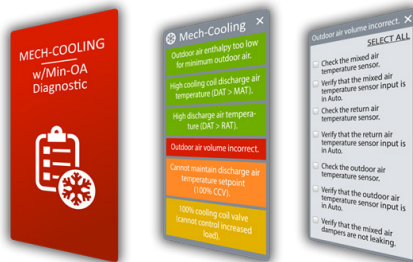 MECH-COOLING
w/Min-OA
Diagnostic
Mech-Cooling
Outdoor air enthalpy too low
for minimum outdoor air.
High cooling coil discharge air
temperature (DAT > MAT).
High discharge air tempera-
ture (DAT > RAT).
Outdoor air volume incorrect.
Cannot maintain discharge air
temperature setpoint
(100% CCV).
100% cooling coil valve
(cannot control increased
load).
Outdoor air volume incorrect.
SELECT ALL
Check the mixed air
temperature sensor.
Verify that the mixed air
temperature sensor input is
in Auto.
Check the return air
temperature sensor.
Verify that the return air
temperature sensor input is
in Auto.
Check the outdoor air
temperature sensor.
Verify that the outdoor air
temperature sensor input is
in Auto.
Verify that the mixed air
dampers are not leaking.